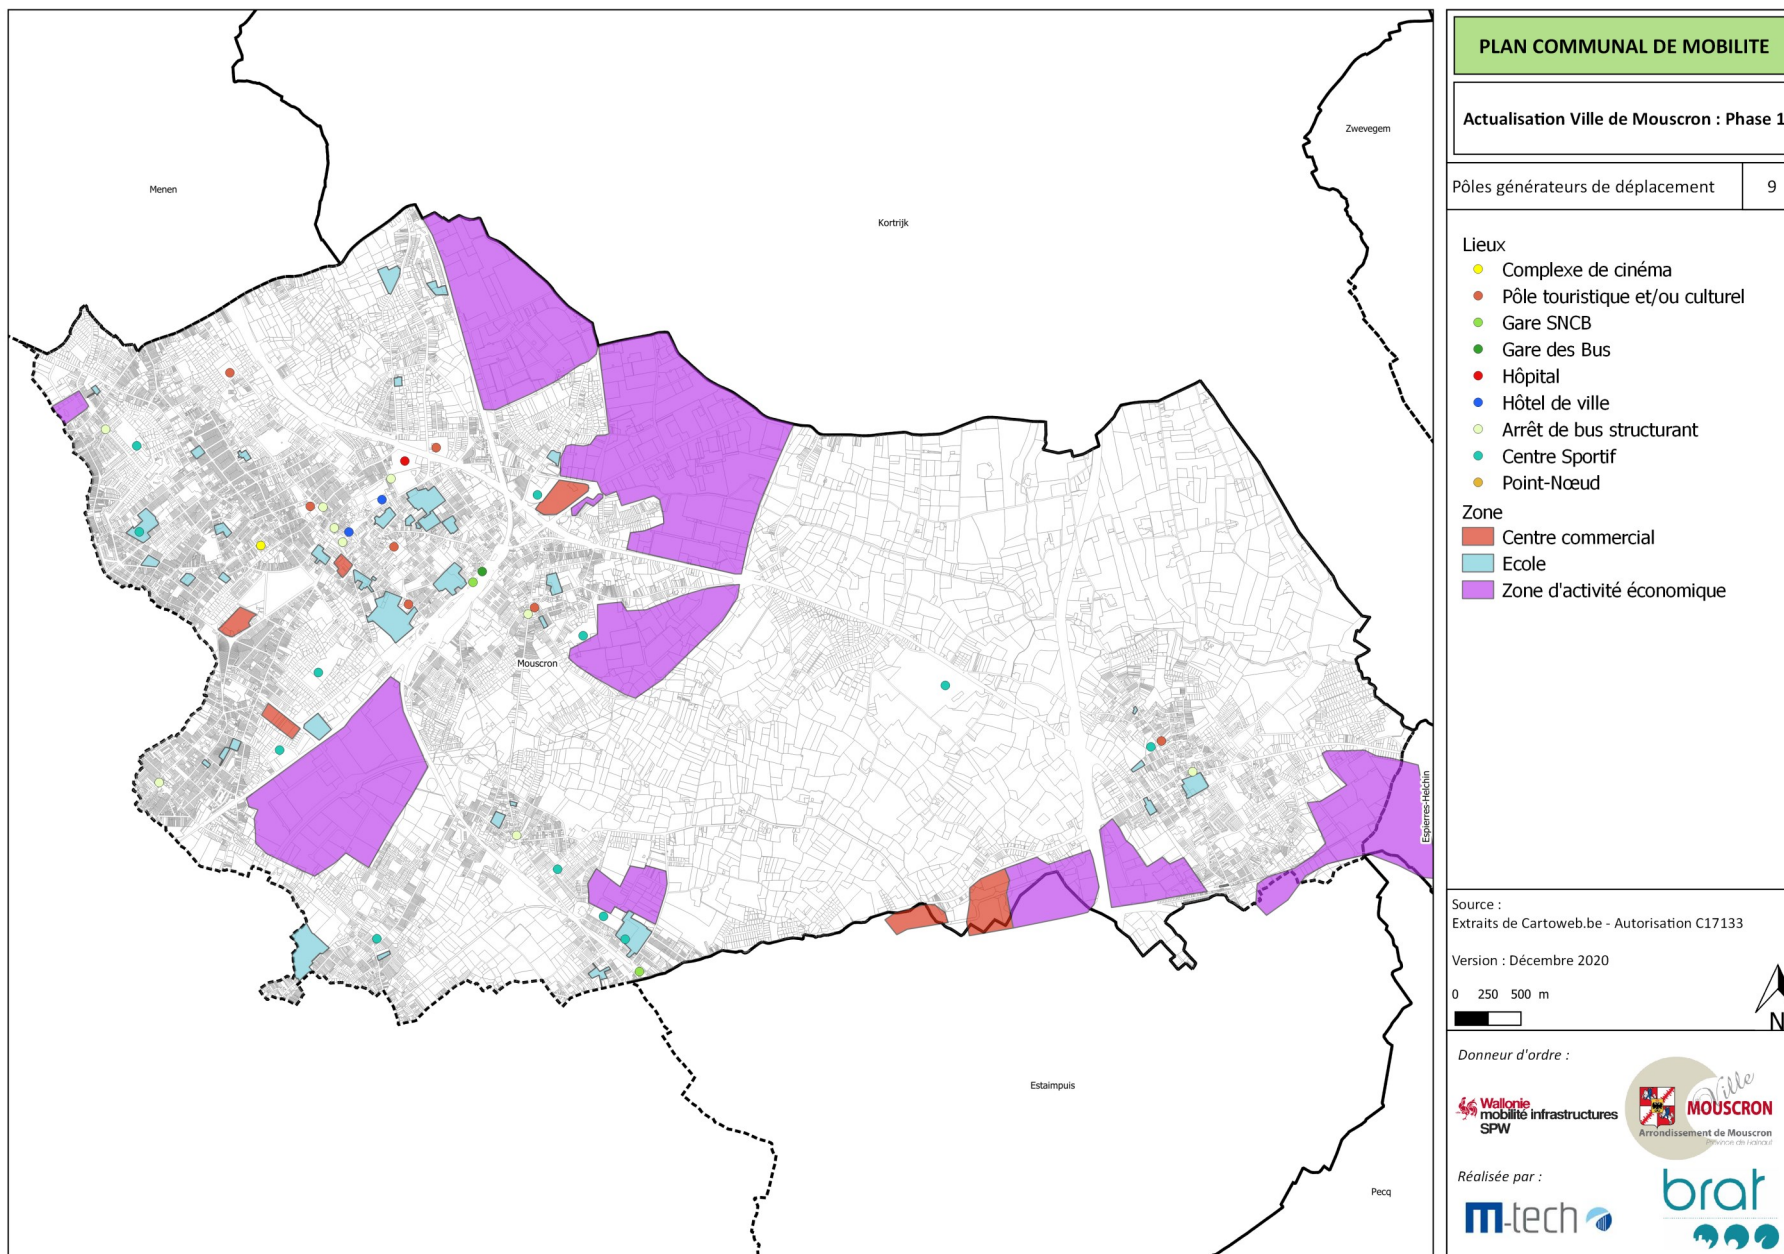 PLAN COMMUNAL DE MOBILITE
Actualisation Ville de Mouscron : Phase 1
Pôles générateurs de déplacement 9
Lieux
Complexe de cinéma
Pôle touristique et/ou culturel
Gare SNCB
Gare des Bus
Hôpital
Hôtel de ville
Arrêt de bus structurant
Centre Sportif
Point-Nœud
Zone
Centre commercial
Ecole
Zone d'activité économique
Zwevegem
Menen
Kortrijk
Mouscron
Espierres-Helchin
Estaimpuis
Pecq
Source :
Extraits de Cartoweb.be - Autorisation C17133
Version : Décembre 2020
0 250 500 m
N
Donneur d'ordre :
Wallonie
mobilité infrastructures
SPW
Ville
MOUSCRON
Arrondissement de Mouscron
Province de Hainaut
Réalisée par :
m-tech
brat